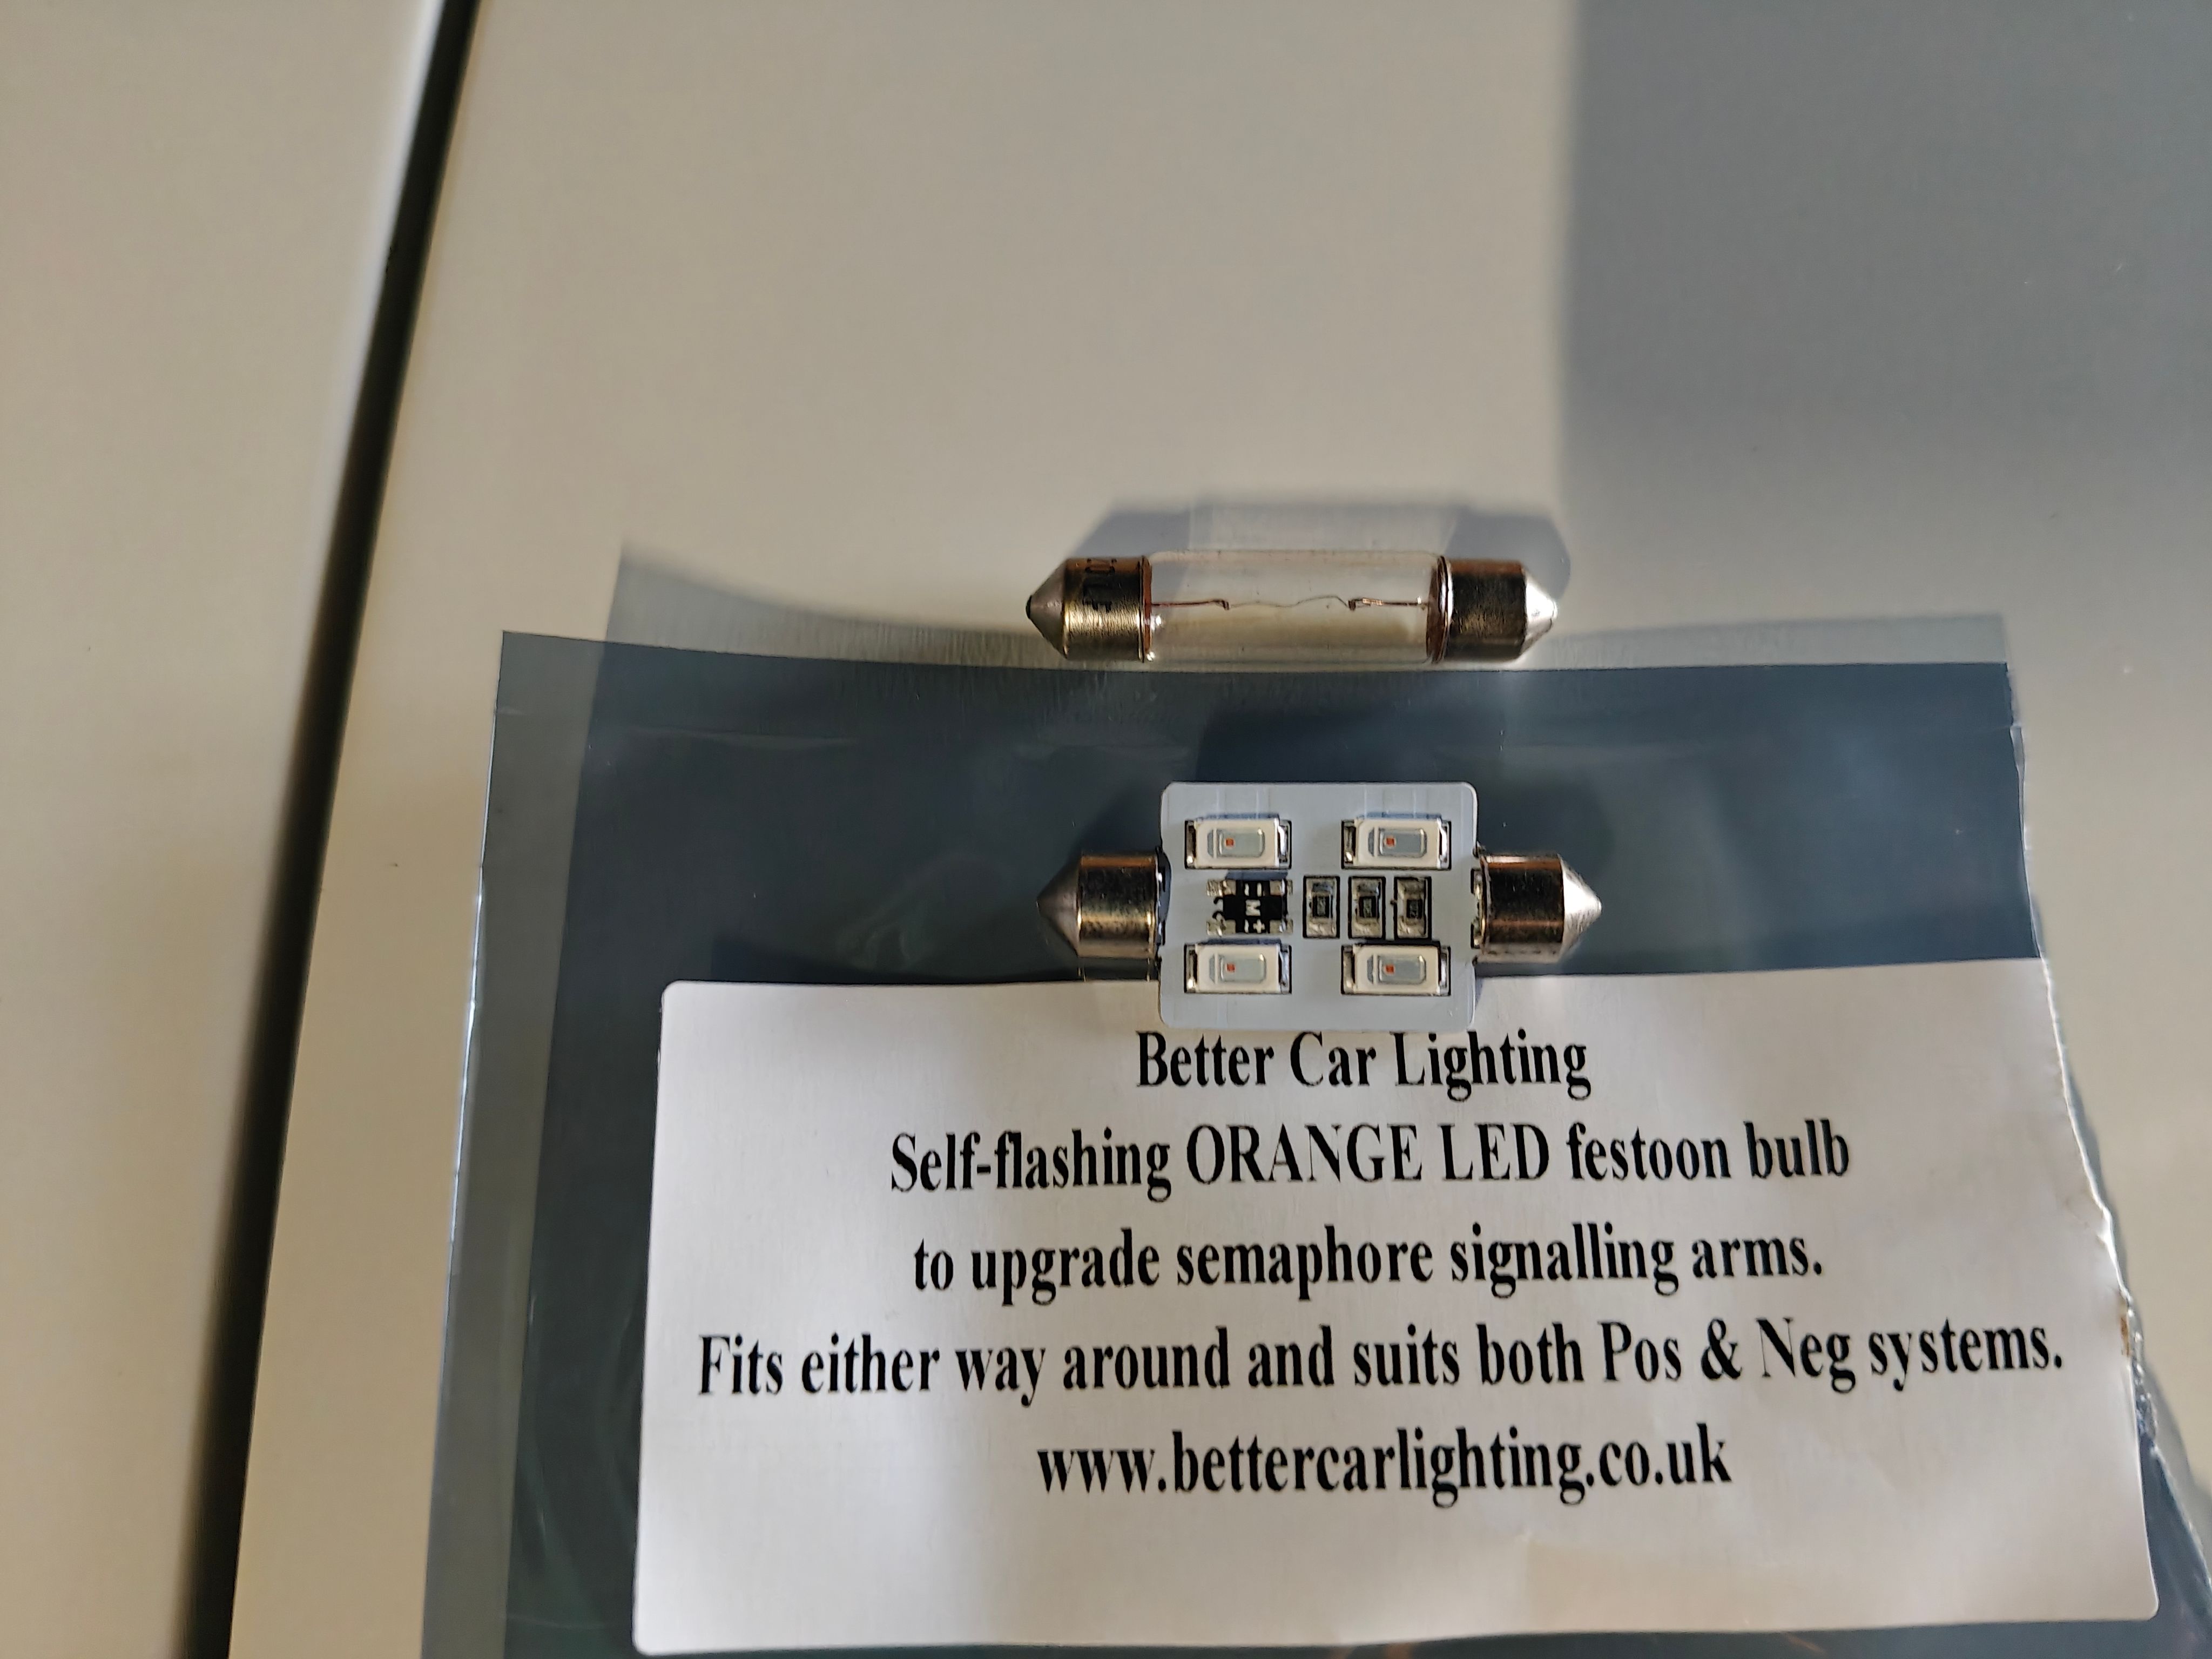 Better Car Lighting
Self-flashing ORANGE LED festoon bulb
to upgrade semaphore signalling arms.
Fits either way around and suits both Pos & Neg systems.
www.bettercarlighting.co.uk